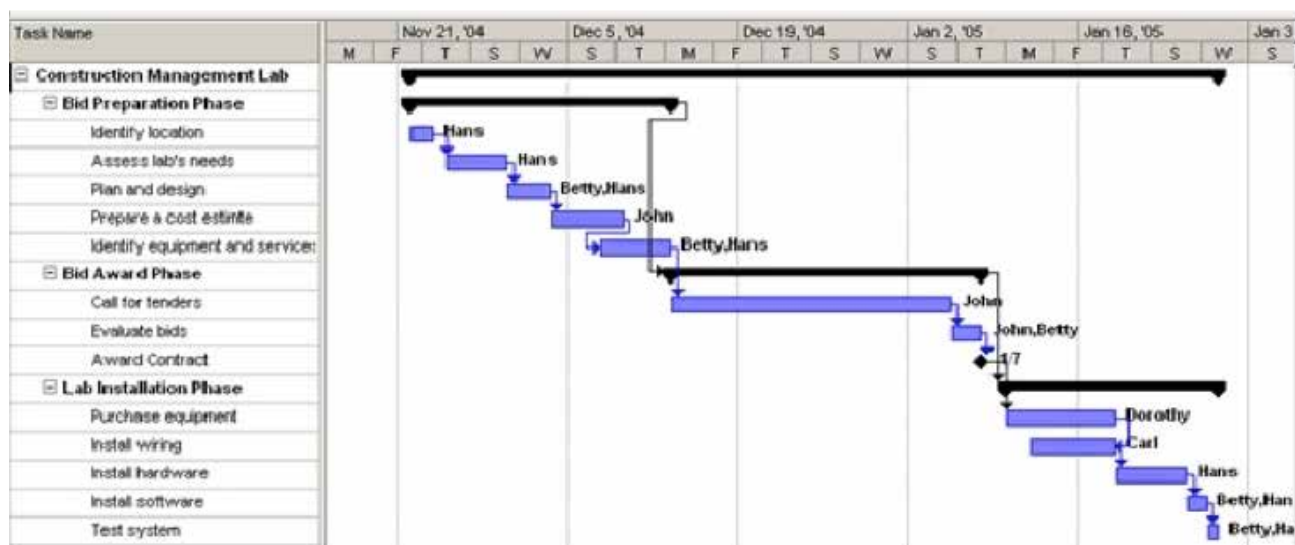 Task Name Nov 21, '04 Dec 5, '04 Dec 19, '04 Jan 2, '05 Jan 16, '05 Jan 3
M F T S W S T M F T S W S T M F T S W S
Construction Management Lab
Bid Preparation Phase
Identify location Hans
Assess lab's needs Hans
Plan and design Betty,Hans
Prepare a cost estimte John
Identify equipment and services Betty,Hans
Bid Award Phase
Call for tenders John
Evaluate bids John,Betty
Award Contract 1/7
Lab Installation Phase
Purchase equipment Dorothy
Install wiring Carl
Install hardware Hans
Install software Betty,Han
Test system Betty,Ha